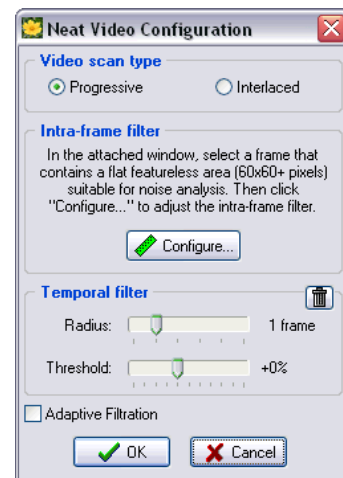 Neat Video Configuration
Video scan type
Progressive Interlaced
Intra-frame filter
In the attached window, select a frame that
contains a flat featureless area (60x60+ pixels)
suitable for noise analysis. Then click
"Configure..." to adjust the intra-frame filter.
Configure...
Temporal filter
Radius: 1 frame
Threshold: +0%
Adaptive Filtration
OK Cancel